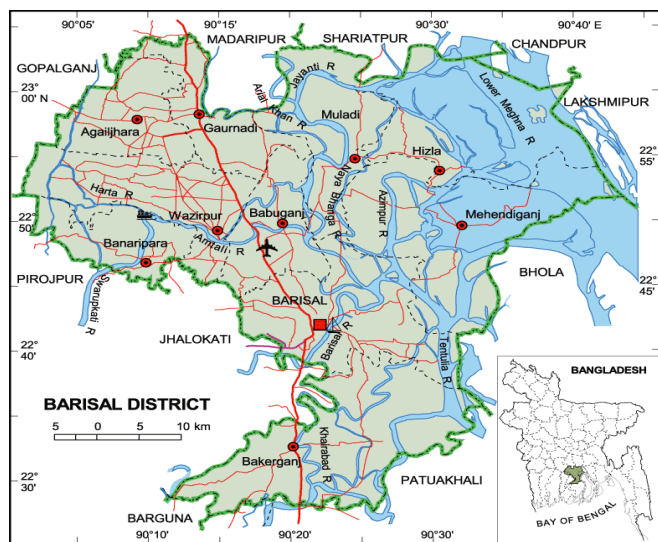 90°05' 90°15' 90°30' 90°40' E
MADARIPUR
SHARIATPUR
CHANDPUR
GOPALGANJ
LAKSHMIPUR
23°
00' N
Jayanti R
Arial Khan R
Lower Meghna R
Muladi
Agailjhara
Gaurnadi
Hizla
22°
55'
Naya Bhanga R
Harta R
Azimpur R
22°
50'
Wazirpur
Babuganj
Mehendiganj
Amtali R
Banaripara
PIROJPUR
BHOLA
22°
45'
Swarupkati R
BARISAL
JHALOKATI
Barisal R
Tentulia R
22°
40'
BANGLADESH
BARISAL DISTRICT
5 0 10 km
Khairabad R
Bakerganj
22°
30'
PATUAKHALI
BARGUNA
BAY OF BENGAL
90°10' 90°20' 90°30'